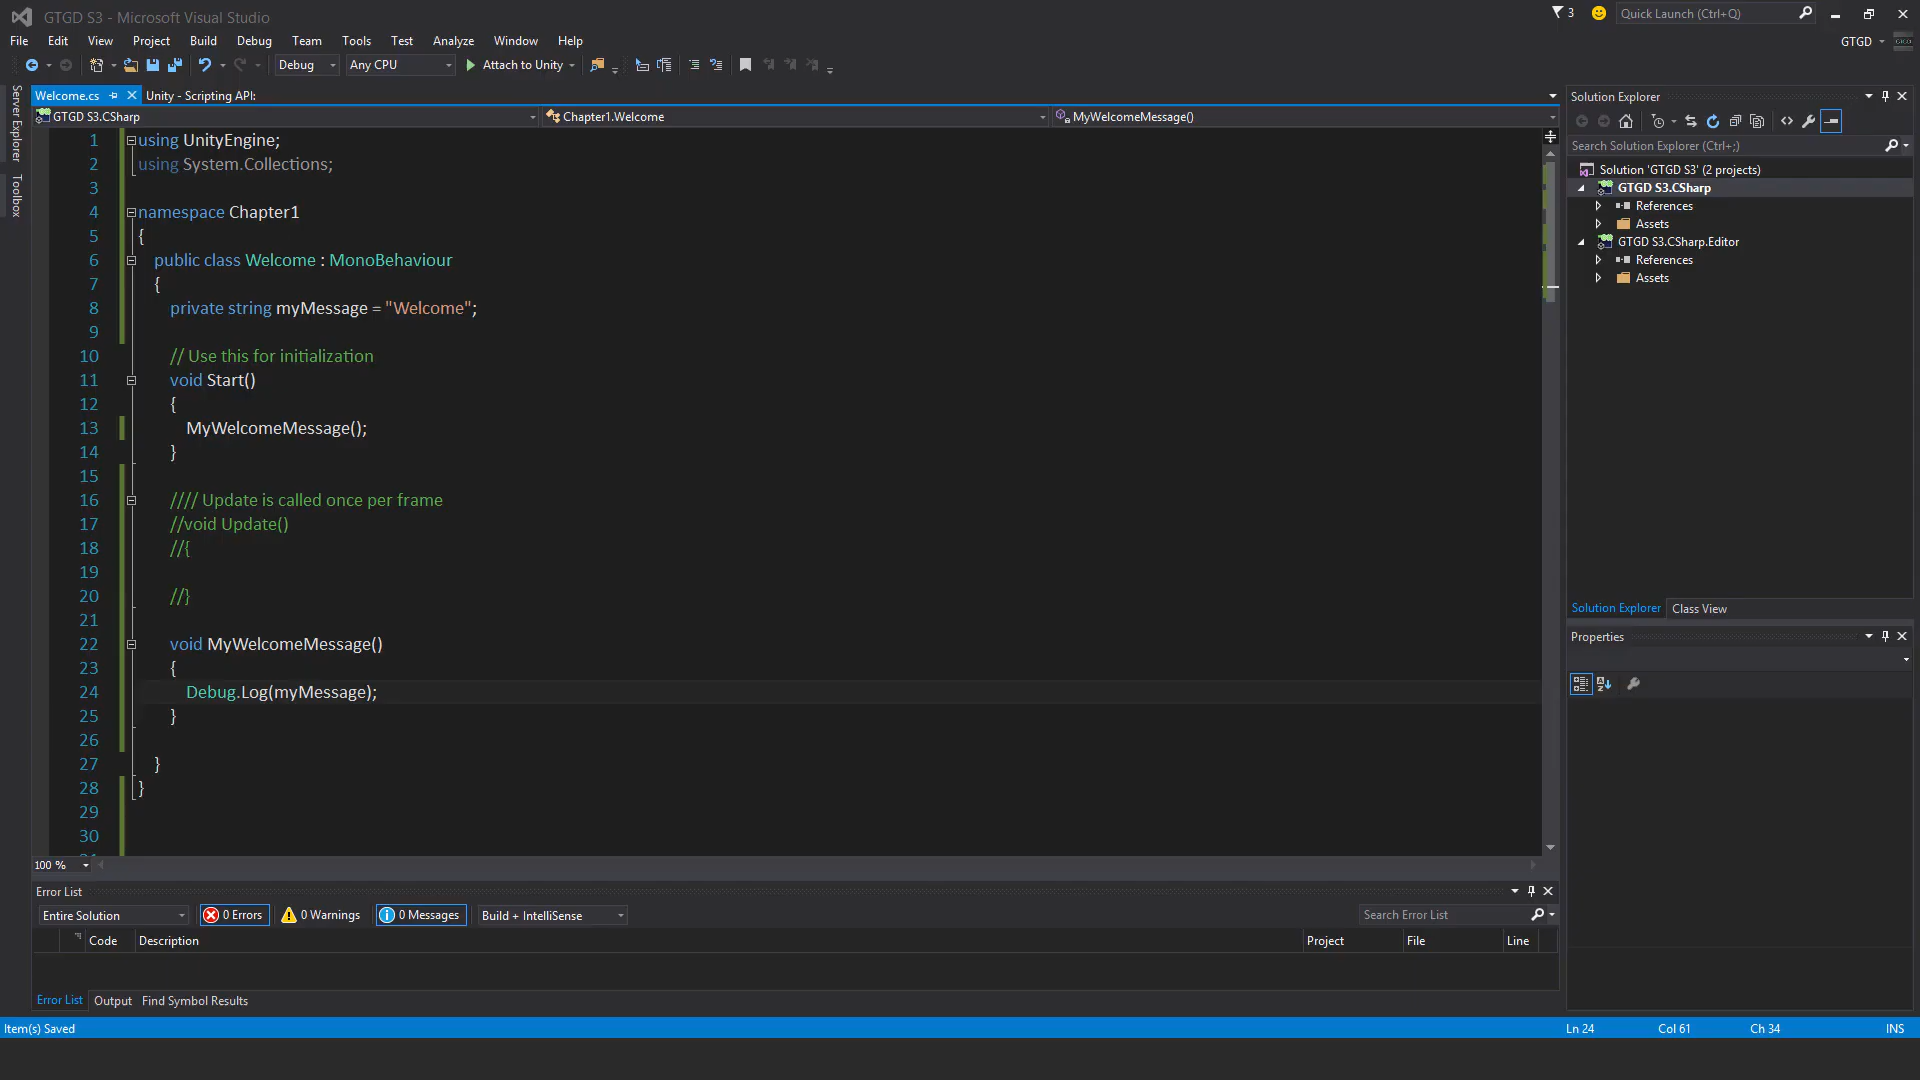 GTGD S3 - Microsoft Visual Studio
3
Quick Launch (Ctrl+Q)
File Edit View Project Build Debug Team Tools Test Analyze Window Help
GTGD
Debug Any CPU Attach to Unity
Server Explorer
Toolbox
Welcome.cs Unity - Scripting API:
GTGD S3.CSharp Chapter1.Welcome MyWelcomeMessage()
1 using UnityEngine;
2 using System.Collections;
3
4 namespace Chapter1
5 {
6 public class Welcome : MonoBehaviour
7 {
8 private string myMessage = "Welcome";
9
10 // Use this for initialization
11 void Start()
12 {
13 MyWelcomeMessage();
14 }
15
16 //// Update is called once per frame
17 //void Update()
18 //{
19
20 //}
21
22 void MyWelcomeMessage()
23 {
24 Debug.Log(myMessage);
25 }
26
27 }
28 }
29
30
100 %
Solution Explorer
Search Solution Explorer (Ctrl+;)
Solution 'GTGD S3' (2 projects)
GTGD S3.CSharp
References
Assets
GTGD S3.CSharp.Editor
References
Assets
Solution Explorer Class View
Properties
Error List
Entire Solution 0 Errors 0 Warnings 0 Messages Build + IntelliSense Search Error List
Code Description Project File Line
Error List Output Find Symbol Results
Item(s) Saved Ln 24 Col 61 Ch 34 INS